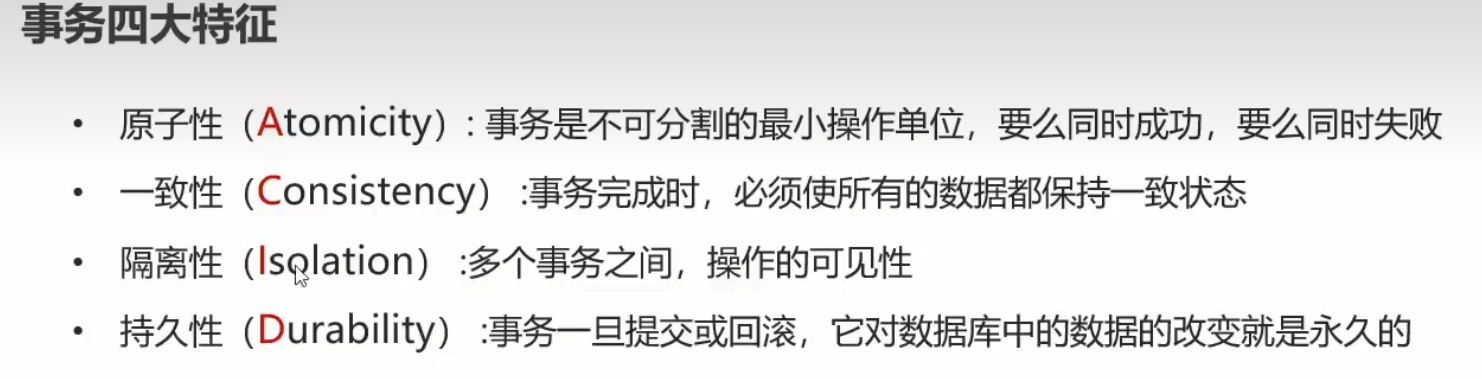 事务四大特征
• 原子性（Atomicity）: 事务是不可分割的最小操作单位，要么同时成功，要么同时失败
• 一致性（Consistency） :事务完成时，必须使所有的数据都保持一致状态
• 隔离性（Isolation） :多个事务之间，操作的可见性
• 持久性（Durability） :事务一旦提交或回滚，它对数据库中的数据的改变就是永久的